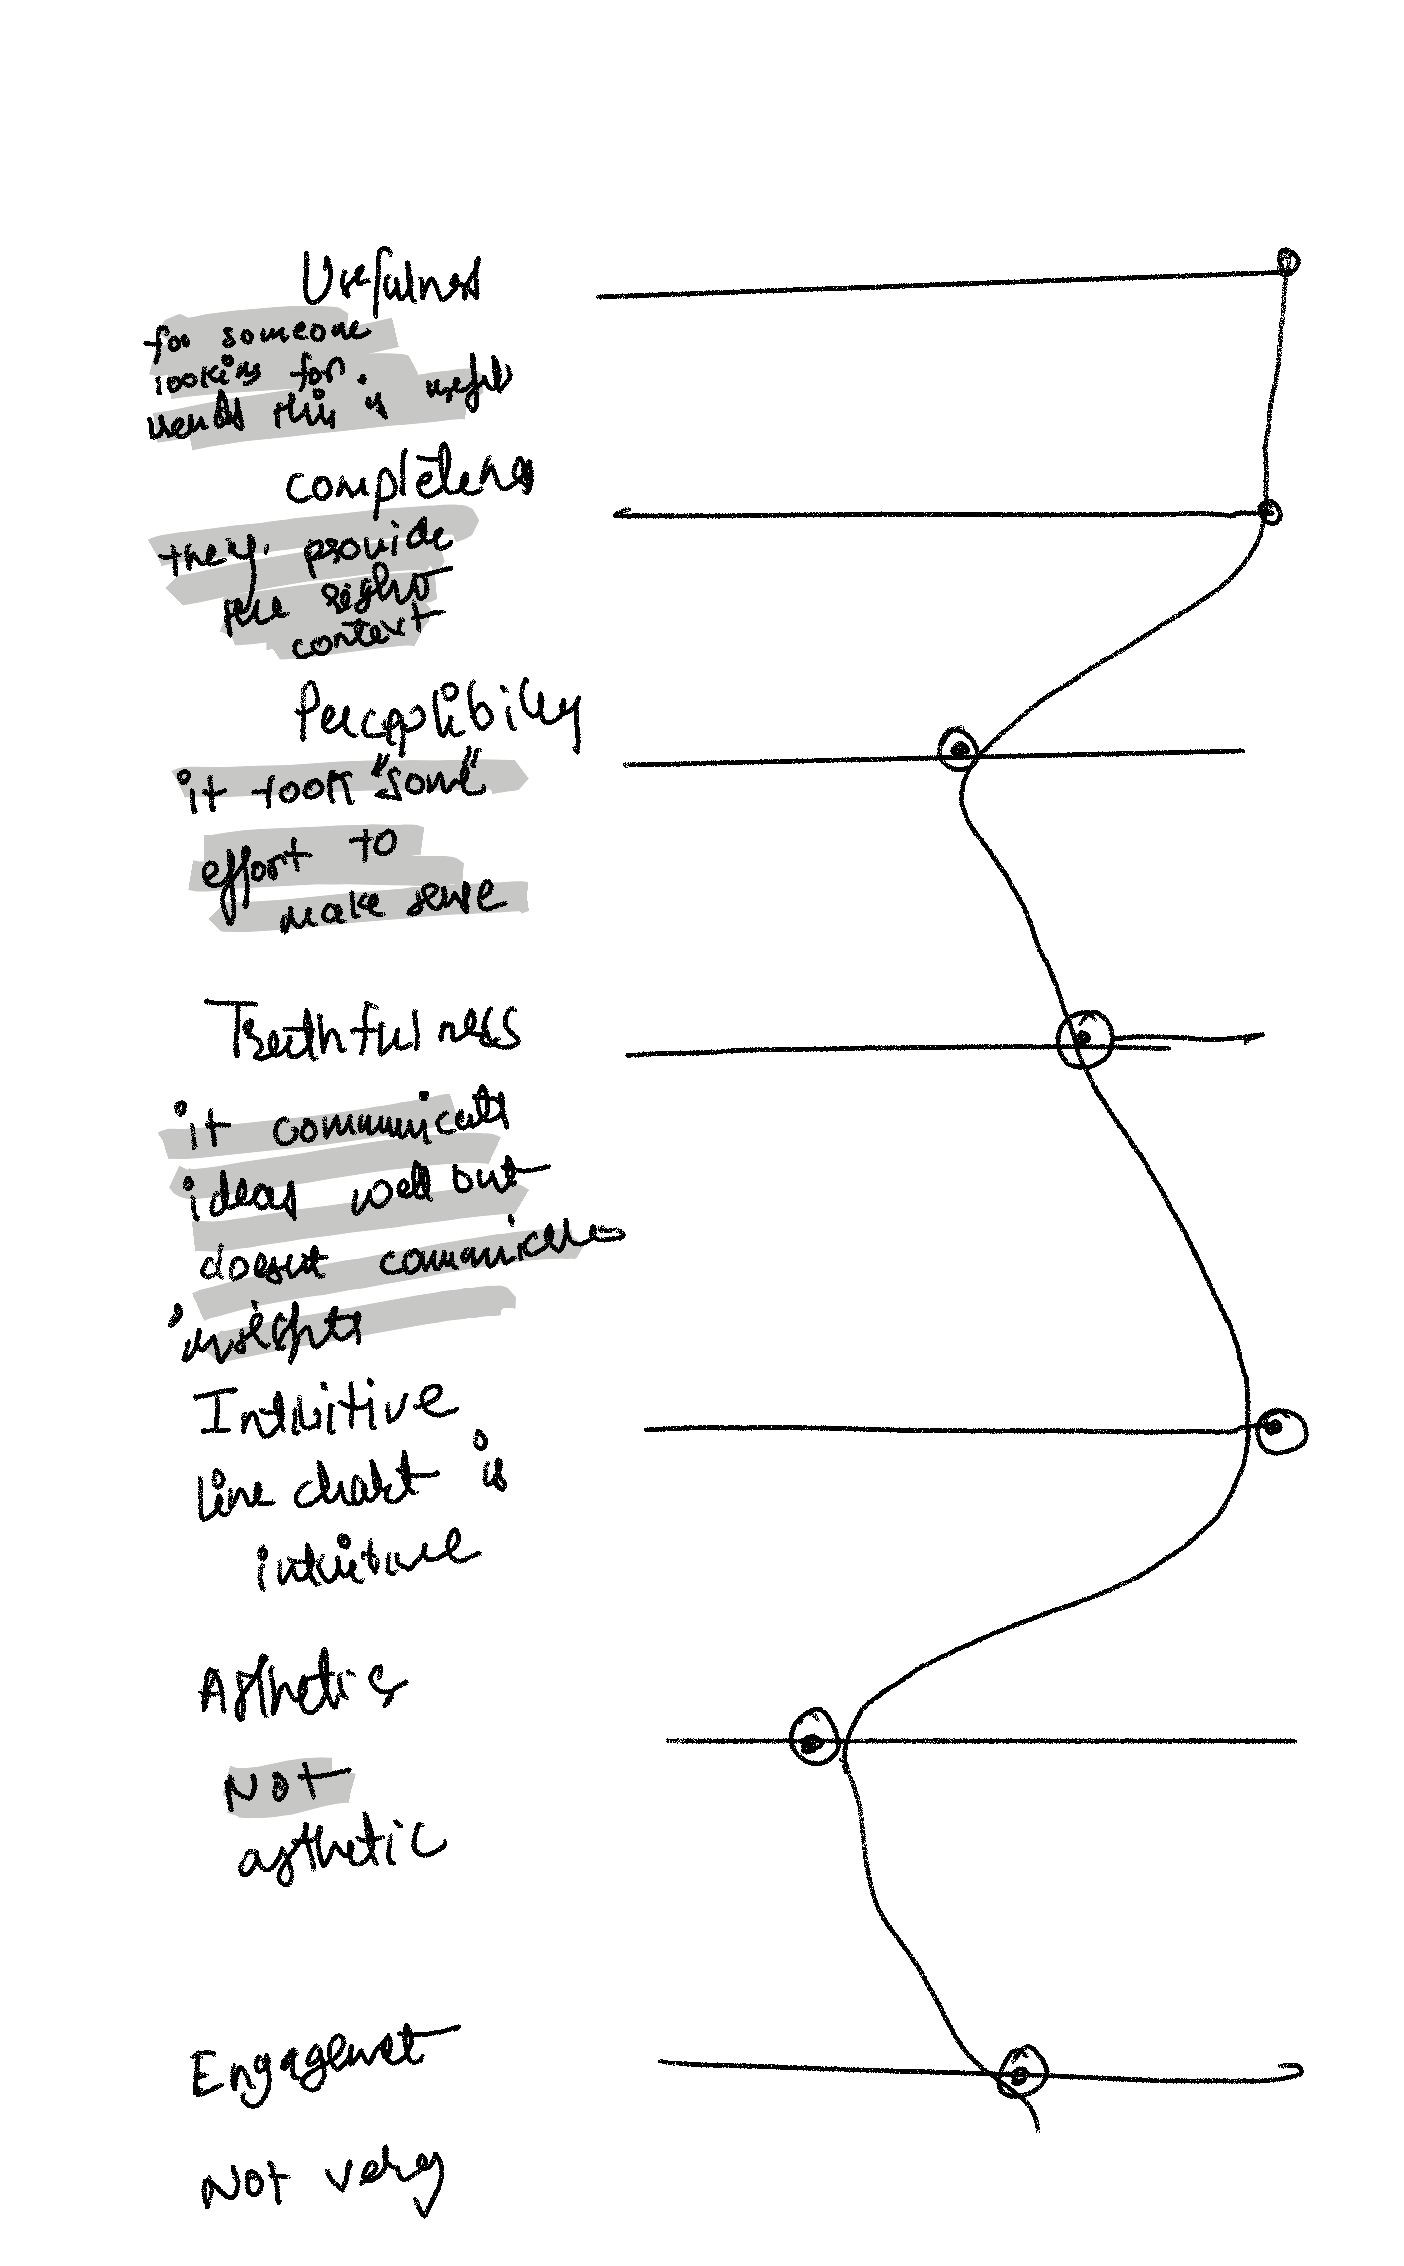 Usefulness
for someone
looking for
trends this is useful
completeness
they provide
the right
context
Perceptibility
it took "some"
effort to
make sense
Truthfulness
it communicates
ideas well but
doesnt communicate
insights
Intuitive
line chart is
intuitive
Asthetics
Not
asthetic
Engagemet
Not very